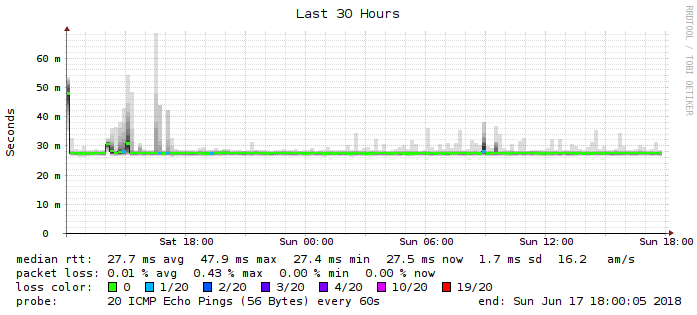 Last 30 Hours
RRDTOOL / TOBI OETIKER
Seconds
60 m
50 m
40 m
30 m
20 m
10 m
0
Sat 18:00 Sun 00:00 Sun 06:00 Sun 12:00 Sun 18:00
median rtt: 27.7 ms avg 47.9 ms max 27.4 ms min 27.5 ms now 1.7 ms sd 16.2 am/s
packet loss: 0.01 % avg 0.43 % max 0.00 % min 0.00 % now
loss color: 0 1/20 2/20 3/20 4/20 10/20 19/20
probe: 20 ICMP Echo Pings (56 Bytes) every 60s end: Sun Jun 17 18:00:05 2018